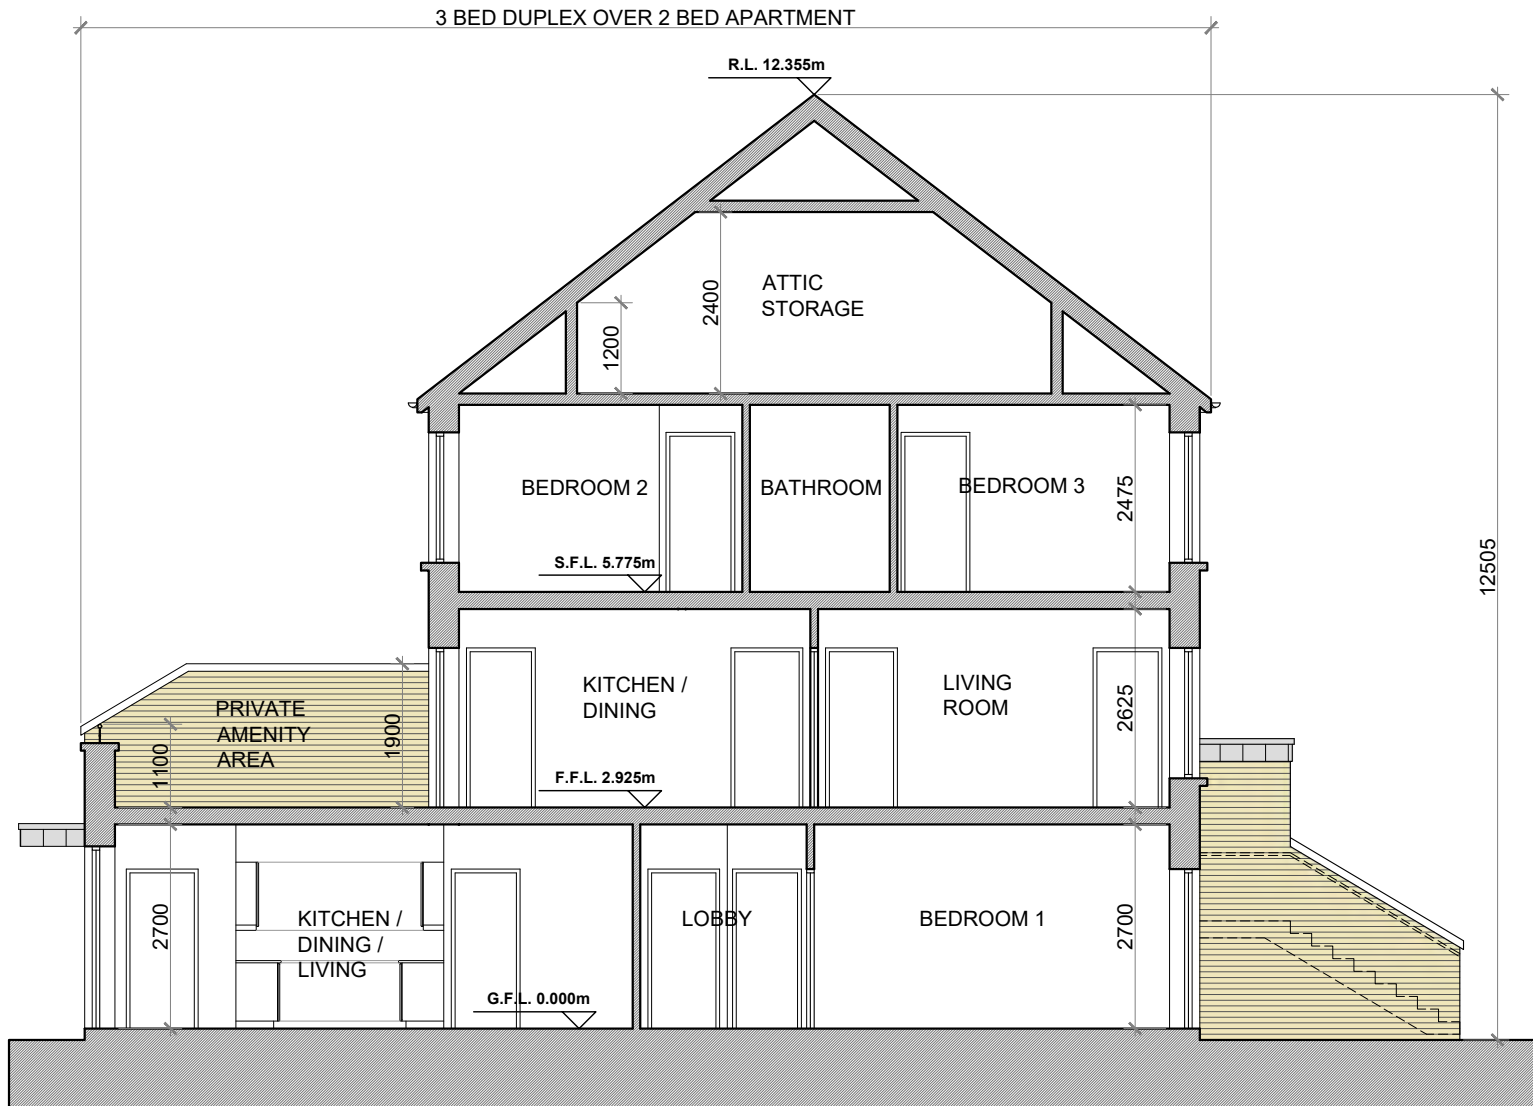 3 BED DUPLEX OVER 2 BED APARTMENT
R.L. 12.355m
ATTIC
STORAGE
2400
1200
BEDROOM 2
BATHROOM
BEDROOM 3
2475
12505
S.F.L. 5.775m
KITCHEN /
DINING
LIVING
ROOM
2625
PRIVATE
AMENITY
AREA
1900
1100
F.F.L. 2.925m
2700
KITCHEN /
DINING /
LIVING
LOBBY
BEDROOM 1
2700
G.F.L. 0.000m